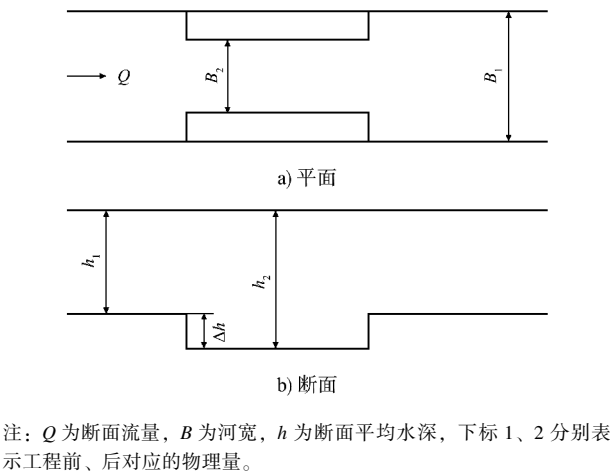 Q
B₂
B₁
a) 平面
h₁
h₂
Δh
b) 断面
注：Q 为断面流量，B 为河宽，h 为断面平均水深，下标 1、2 分别表
示工程前、后对应的物理量。